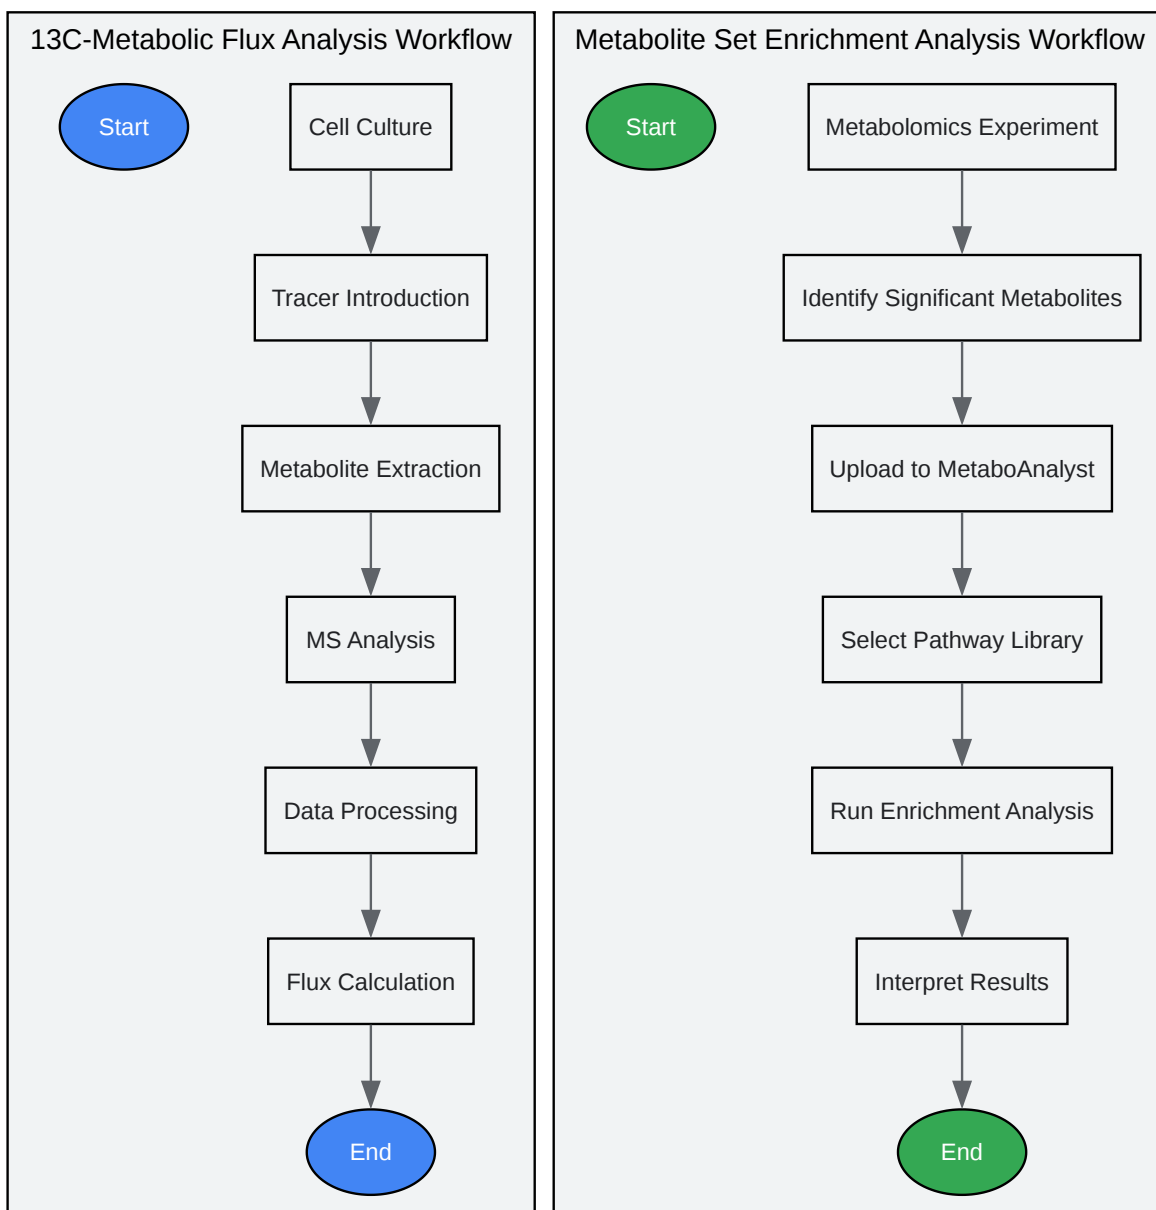 13C-Metabolic Flux Analysis Workflow
Start
Cell Culture
Tracer Introduction
Metabolite Extraction
MS Analysis
Data Processing
Flux Calculation
End
Metabolite Set Enrichment Analysis Workflow
Start
Metabolomics Experiment
Identify Significant Metabolites
Upload to MetaboAnalyst
Select Pathway Library
Run Enrichment Analysis
Interpret Results
End